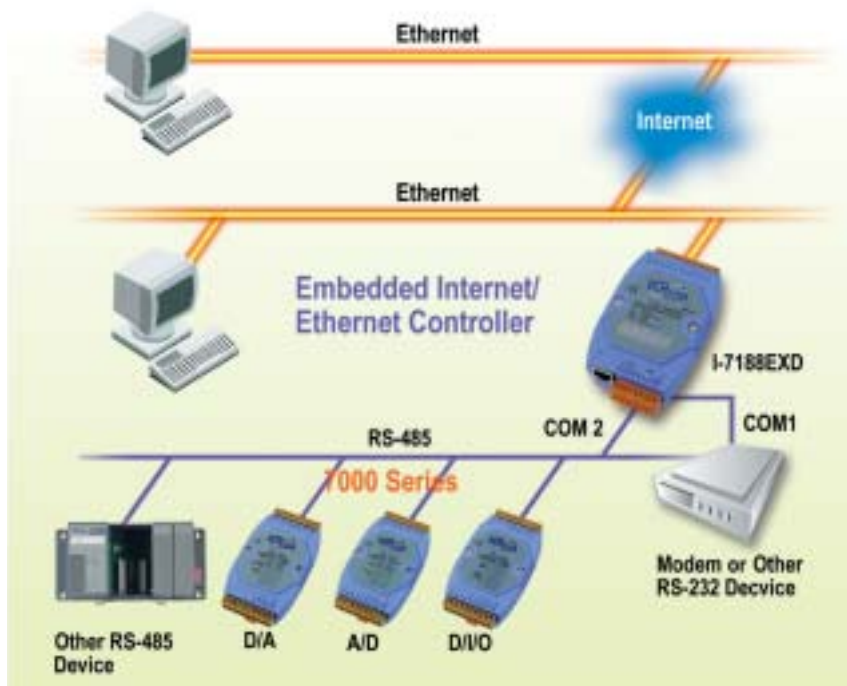 Ethernet
Internet
Ethernet
Embedded Internet/
Ethernet Controller
I-7188EXD
COM 2
COM1
RS-485
7000 Series
Modem or Other
RS-232 Decvice
Other RS-485
Device
D/A
A/D
D/I/O